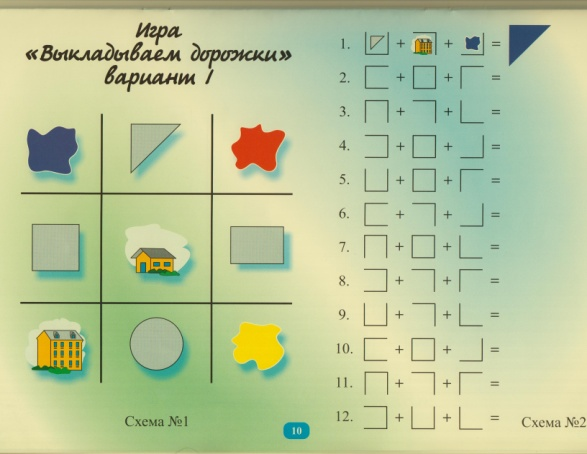 Игра
«Выкладываем дорожки»
вариант 1
Схема №1
10
1. + + =
2. + + =
3. + + =
4. + + =
5. + + =
6. + + =
7. + + =
8. + + =
9. + + =
10. + + =
11. + + =
12. + + =
Схема №2